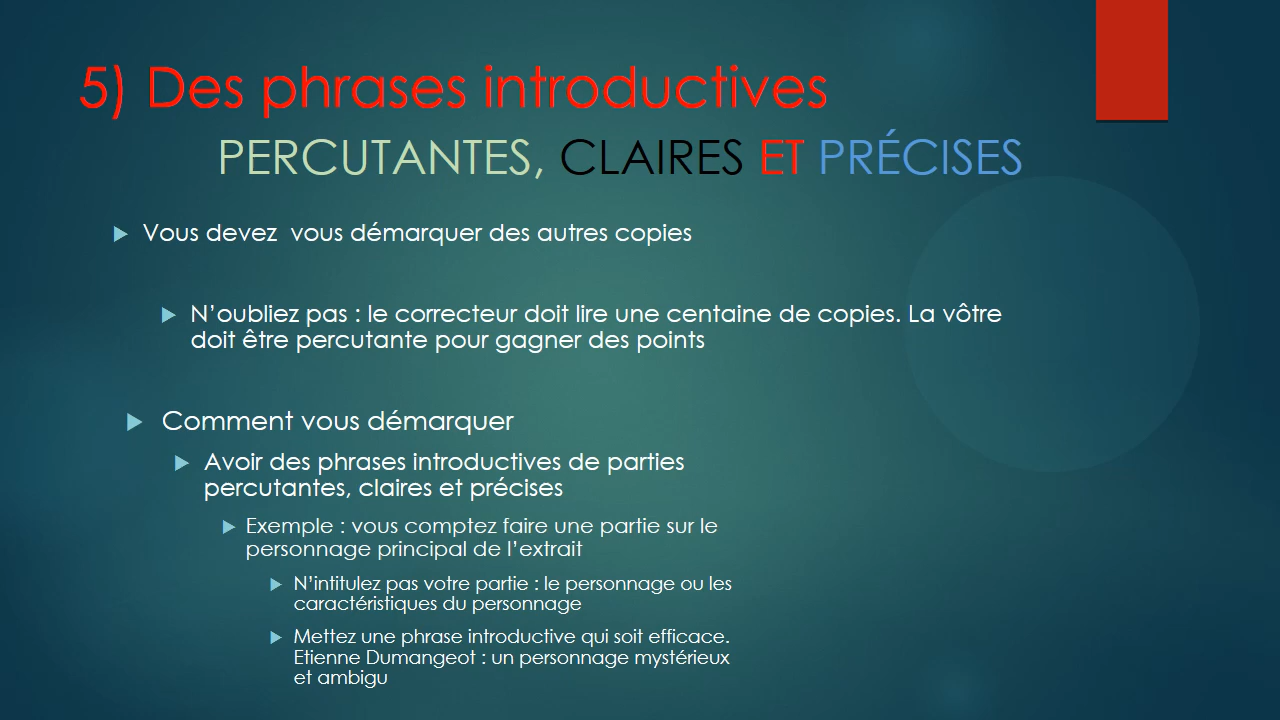 5) Des phrases introductives
PERCUTANTES, CLAIRES ET PRÉCISES
Vous devez  vous démarquer des autres copies
N'oubliez pas : le correcteur doit lire une centaine de copies. La vôtre
doit être percutante pour gagner des points
Comment vous démarquer
Avoir des phrases introductives de parties
percutantes, claires et précises
Exemple : vous comptez faire une partie sur le
personnage principal de l'extrait
N'intitulez pas votre partie : le personnage ou les
caractéristiques du personnage
Mettez une phrase introductive qui soit efficace.
Etienne Dumangeot : un personnage mystérieux
et ambigu